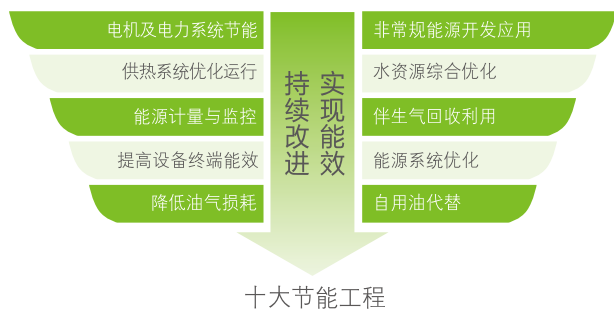 电机及电力系统节能
供热系统优化运行
能源计量与监控
提高设备终端能效
降低油气损耗
实现能效
持续改进
非常规能源开发应用
水资源综合优化
伴生气回收利用
能源系统优化
自用油代替
十大节能工程